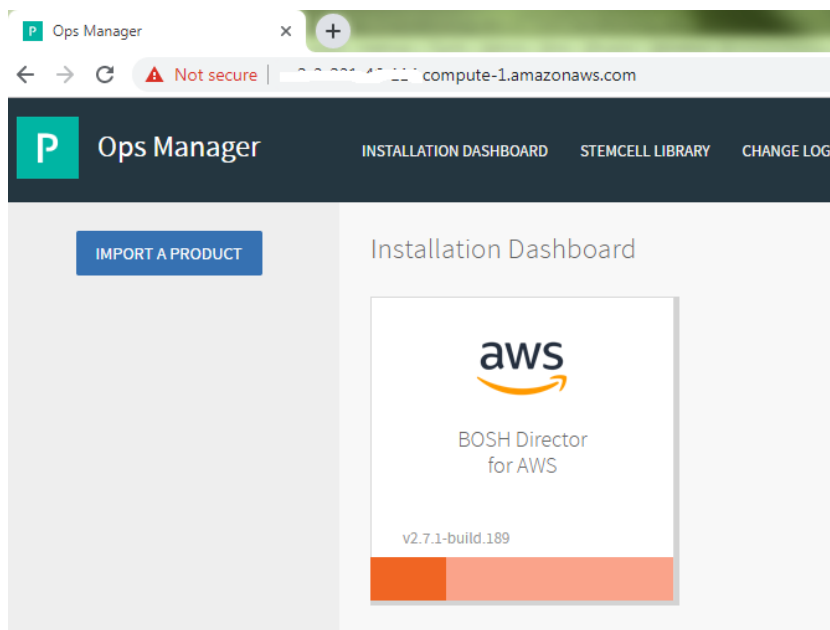 P Ops Manager × +
Not secure compute-1.amazonaws.com
P Ops Manager INSTALLATION DASHBOARD STEMCELL LIBRARY CHANGE LOG
IMPORT A PRODUCT
Installation Dashboard
aws
BOSH Director
for AWS
v2.7.1-build.189